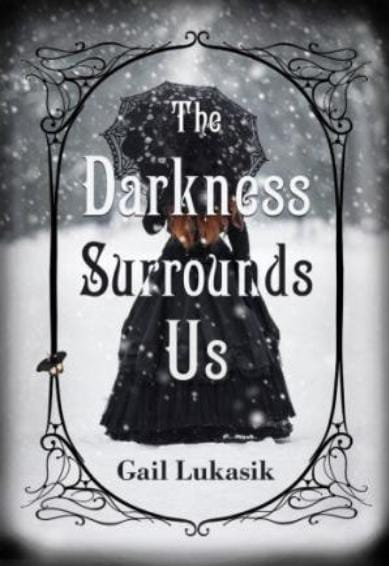 The
Darkness
Surrounds
Us
Gail Lukasik